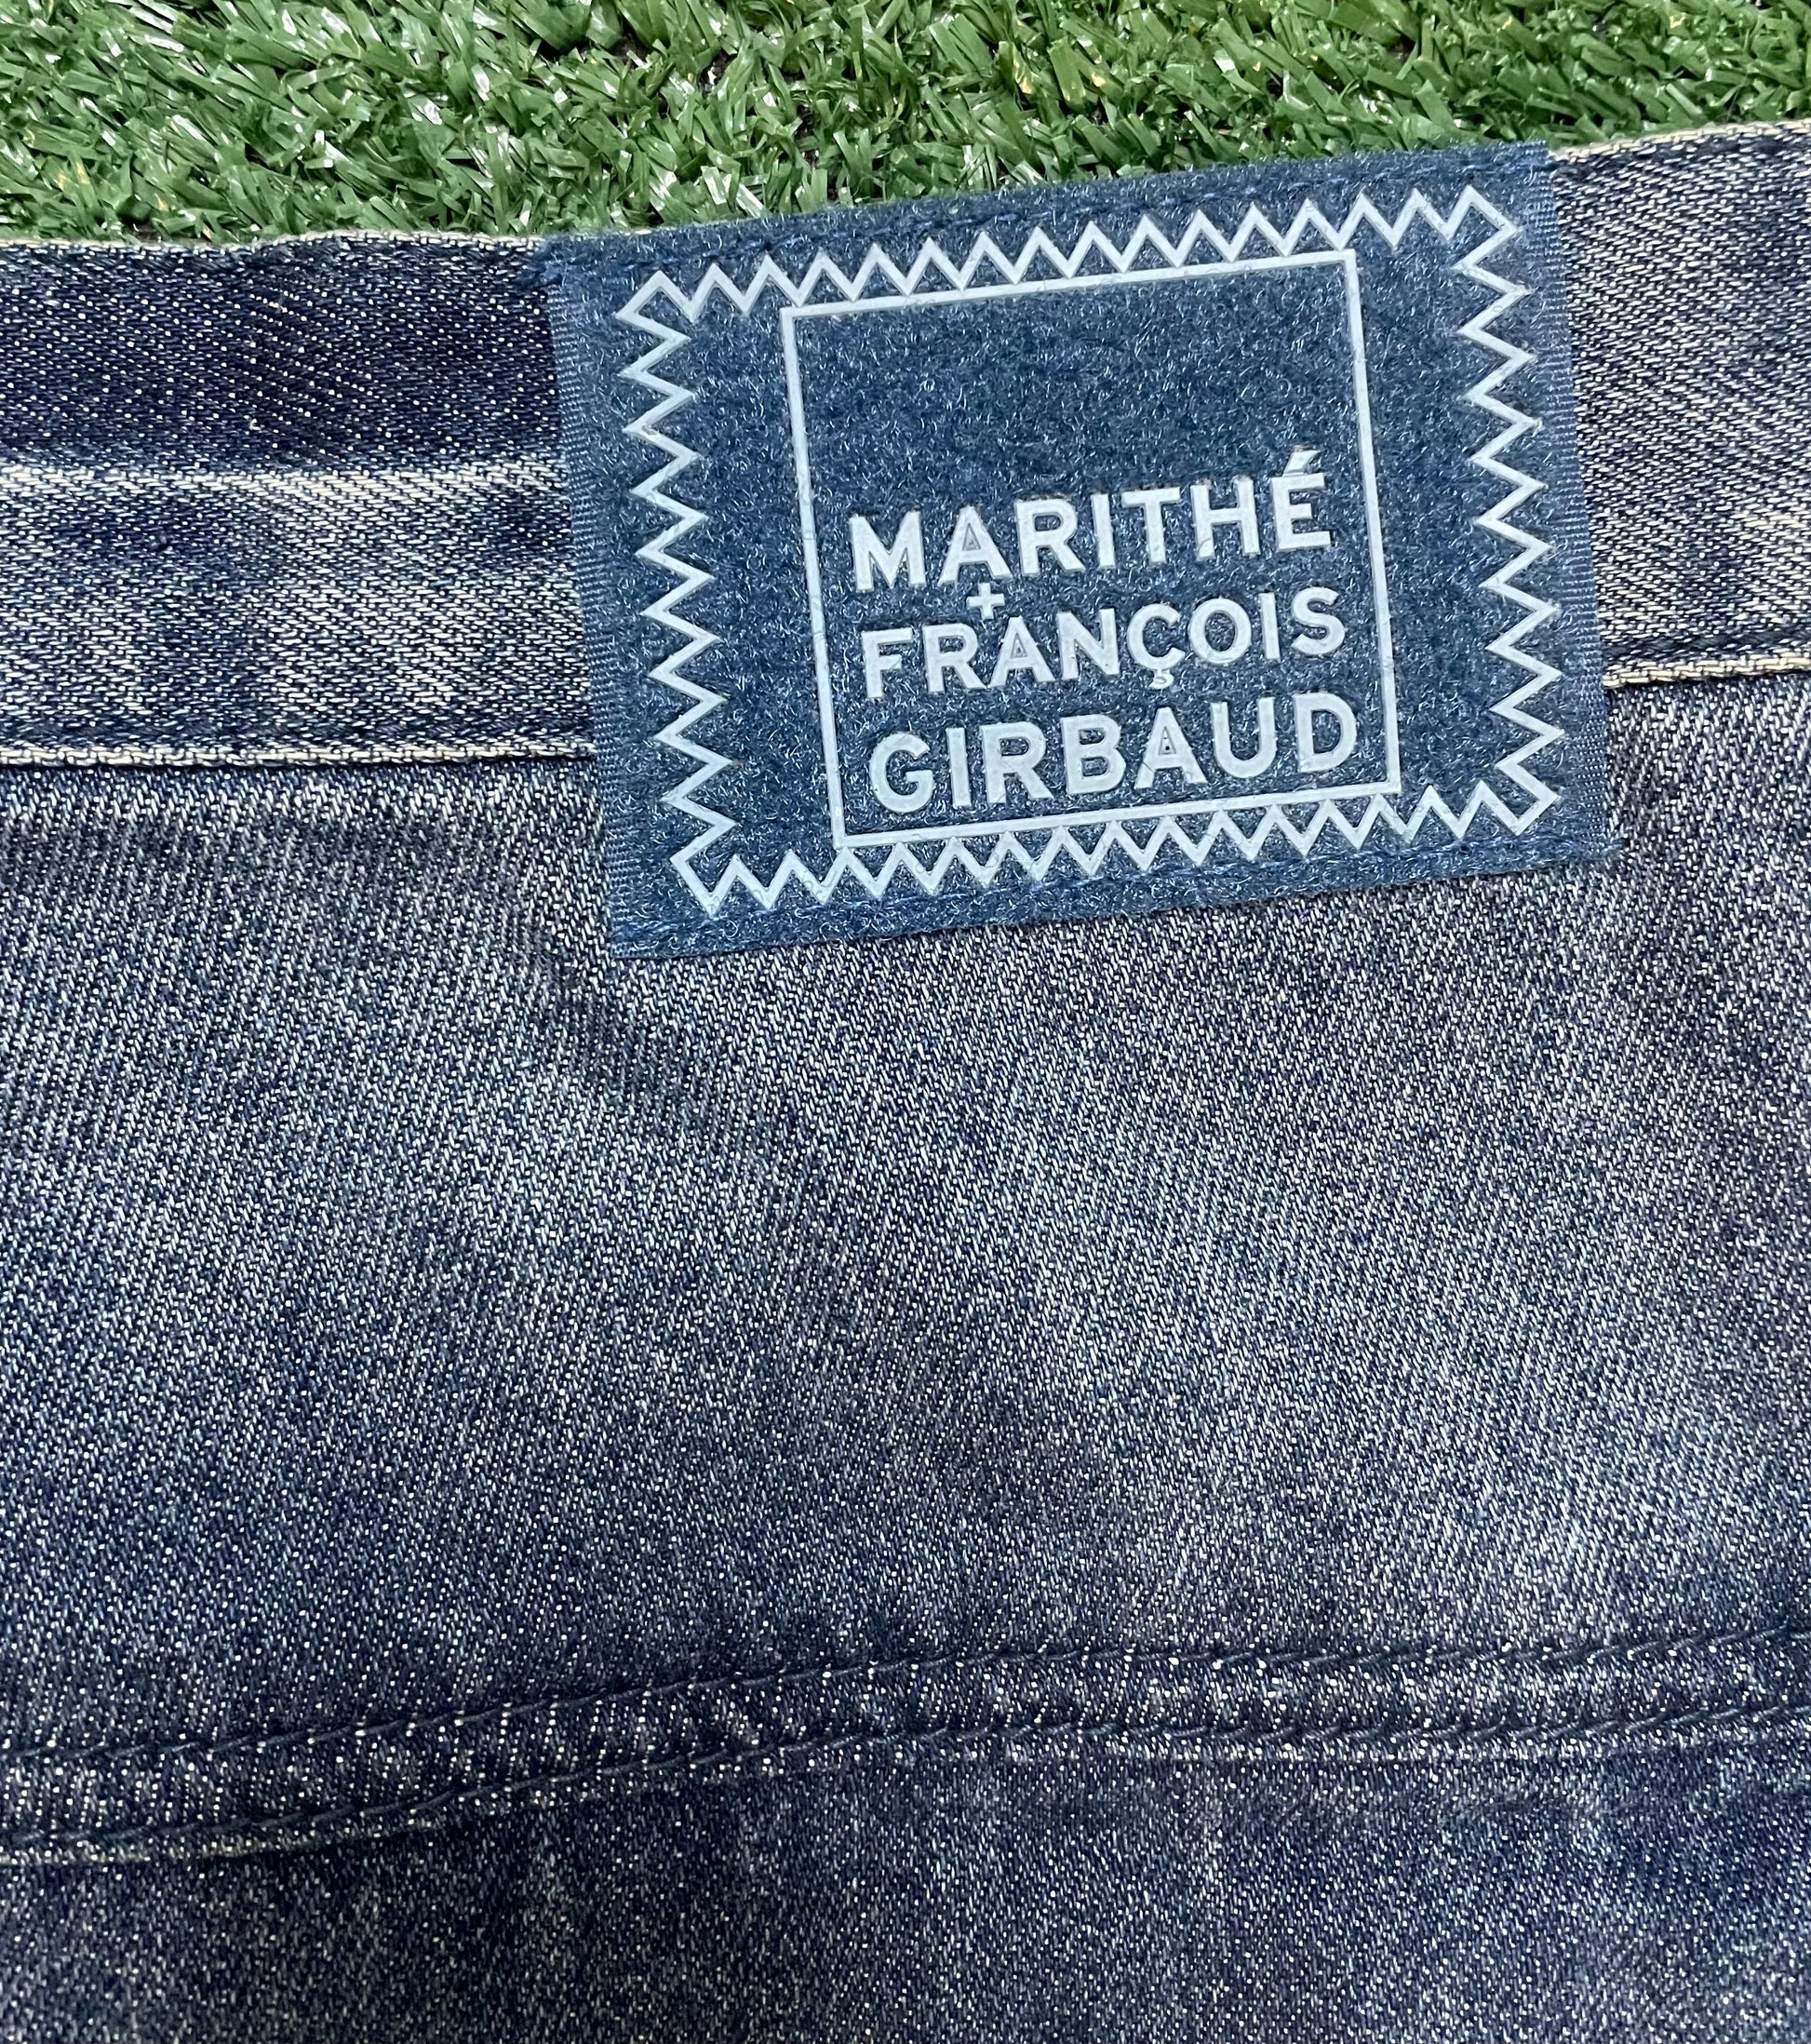 MARITHÉ
+
FRANÇOIS
GIRBAUD